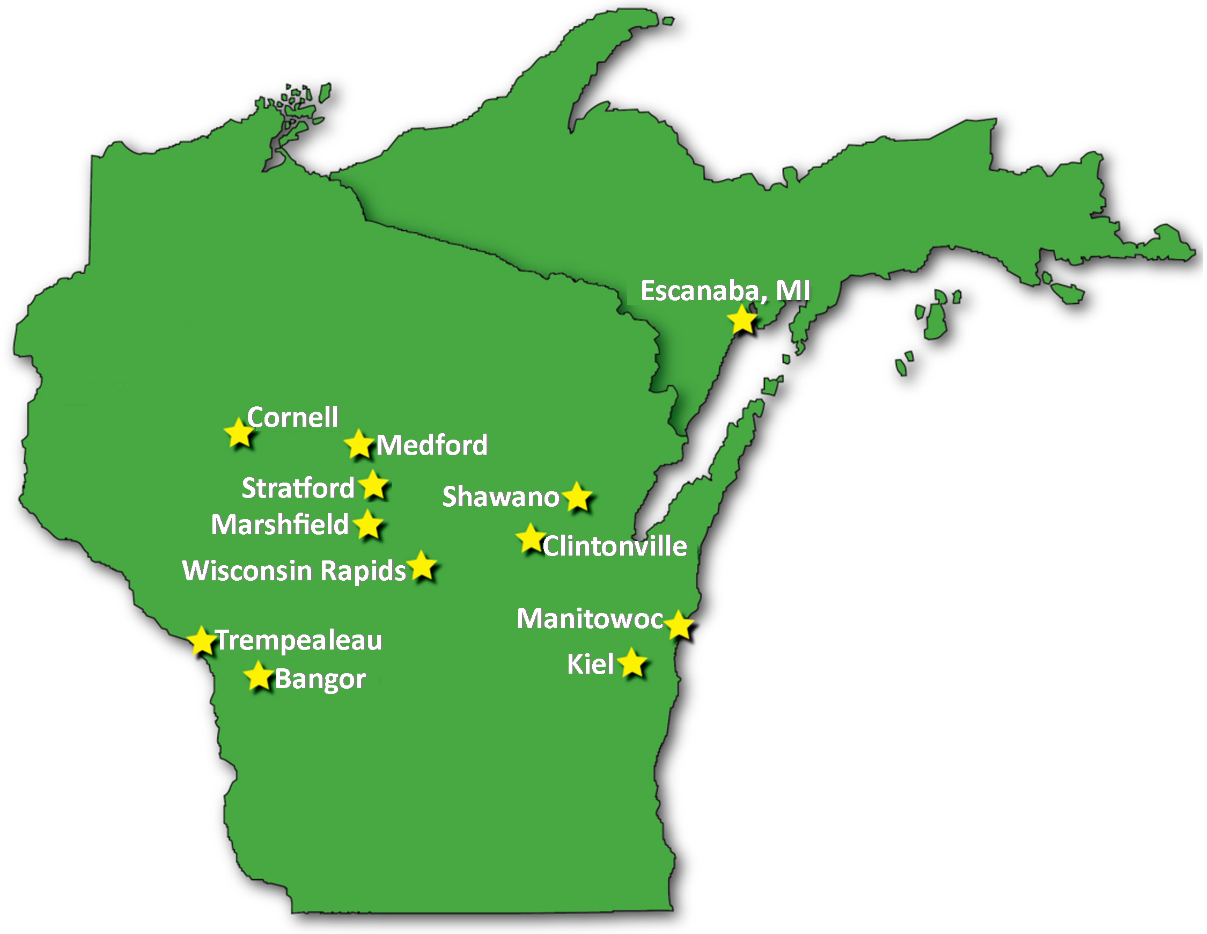 Escanaba, MI
Cornell
Medford
Stratford
Shawano
Marshfield
Clintonville
Wisconsin Rapids
Manitowoc
Trempealeau
Kiel
Bangor